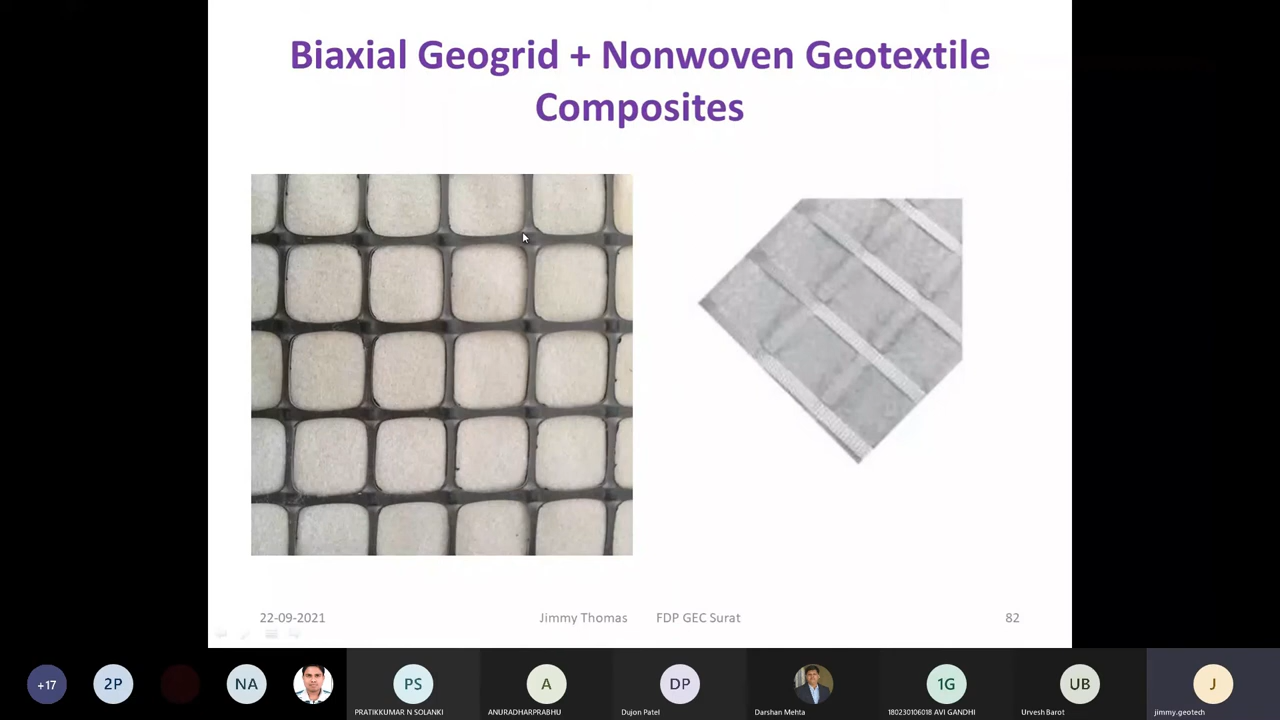 Biaxial Geogrid + Nonwoven Geotextile
Composites
22-09-2021
Jimmy Thomas FDP GEC Surat
82
+17
2P
NA
PS
A
DP
1G
UB
J
PRATIKKUMAR N SOLANKI
ANURADHARPRABHU
Dujon Patel
Darshan Mehta
180230106018 AVI GANDHI
Urvesh Barot
jimmy.geotech